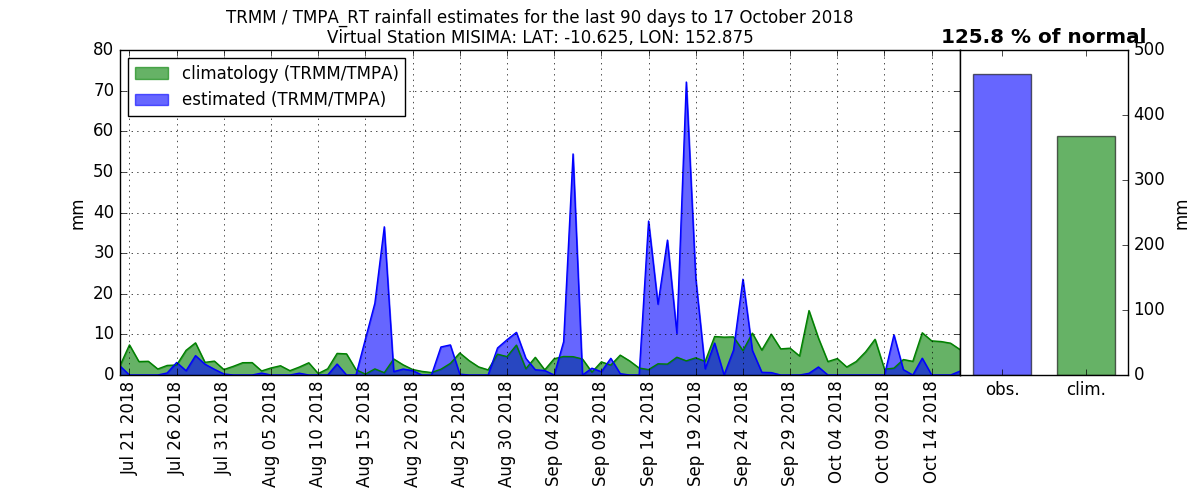 TRMM / TMPA_RT rainfall estimates for the last 90 days to 17 October 2018
Virtual Station MISIMA: LAT: -10.625, LON: 152.875
125.8 % of normal
climatology (TRMM/TMPA)
estimated (TRMM/TMPA)
mm
80
70
60
50
40
30
20
10
0
Jul 21 2018
Jul 26 2018
Jul 31 2018
Aug 05 2018
Aug 10 2018
Aug 15 2018
Aug 20 2018
Aug 25 2018
Aug 30 2018
Sep 04 2018
Sep 09 2018
Sep 14 2018
Sep 19 2018
Sep 24 2018
Sep 29 2018
Oct 04 2018
Oct 09 2018
Oct 14 2018
obs.
clim.
500
400
300
200
100
0
mm